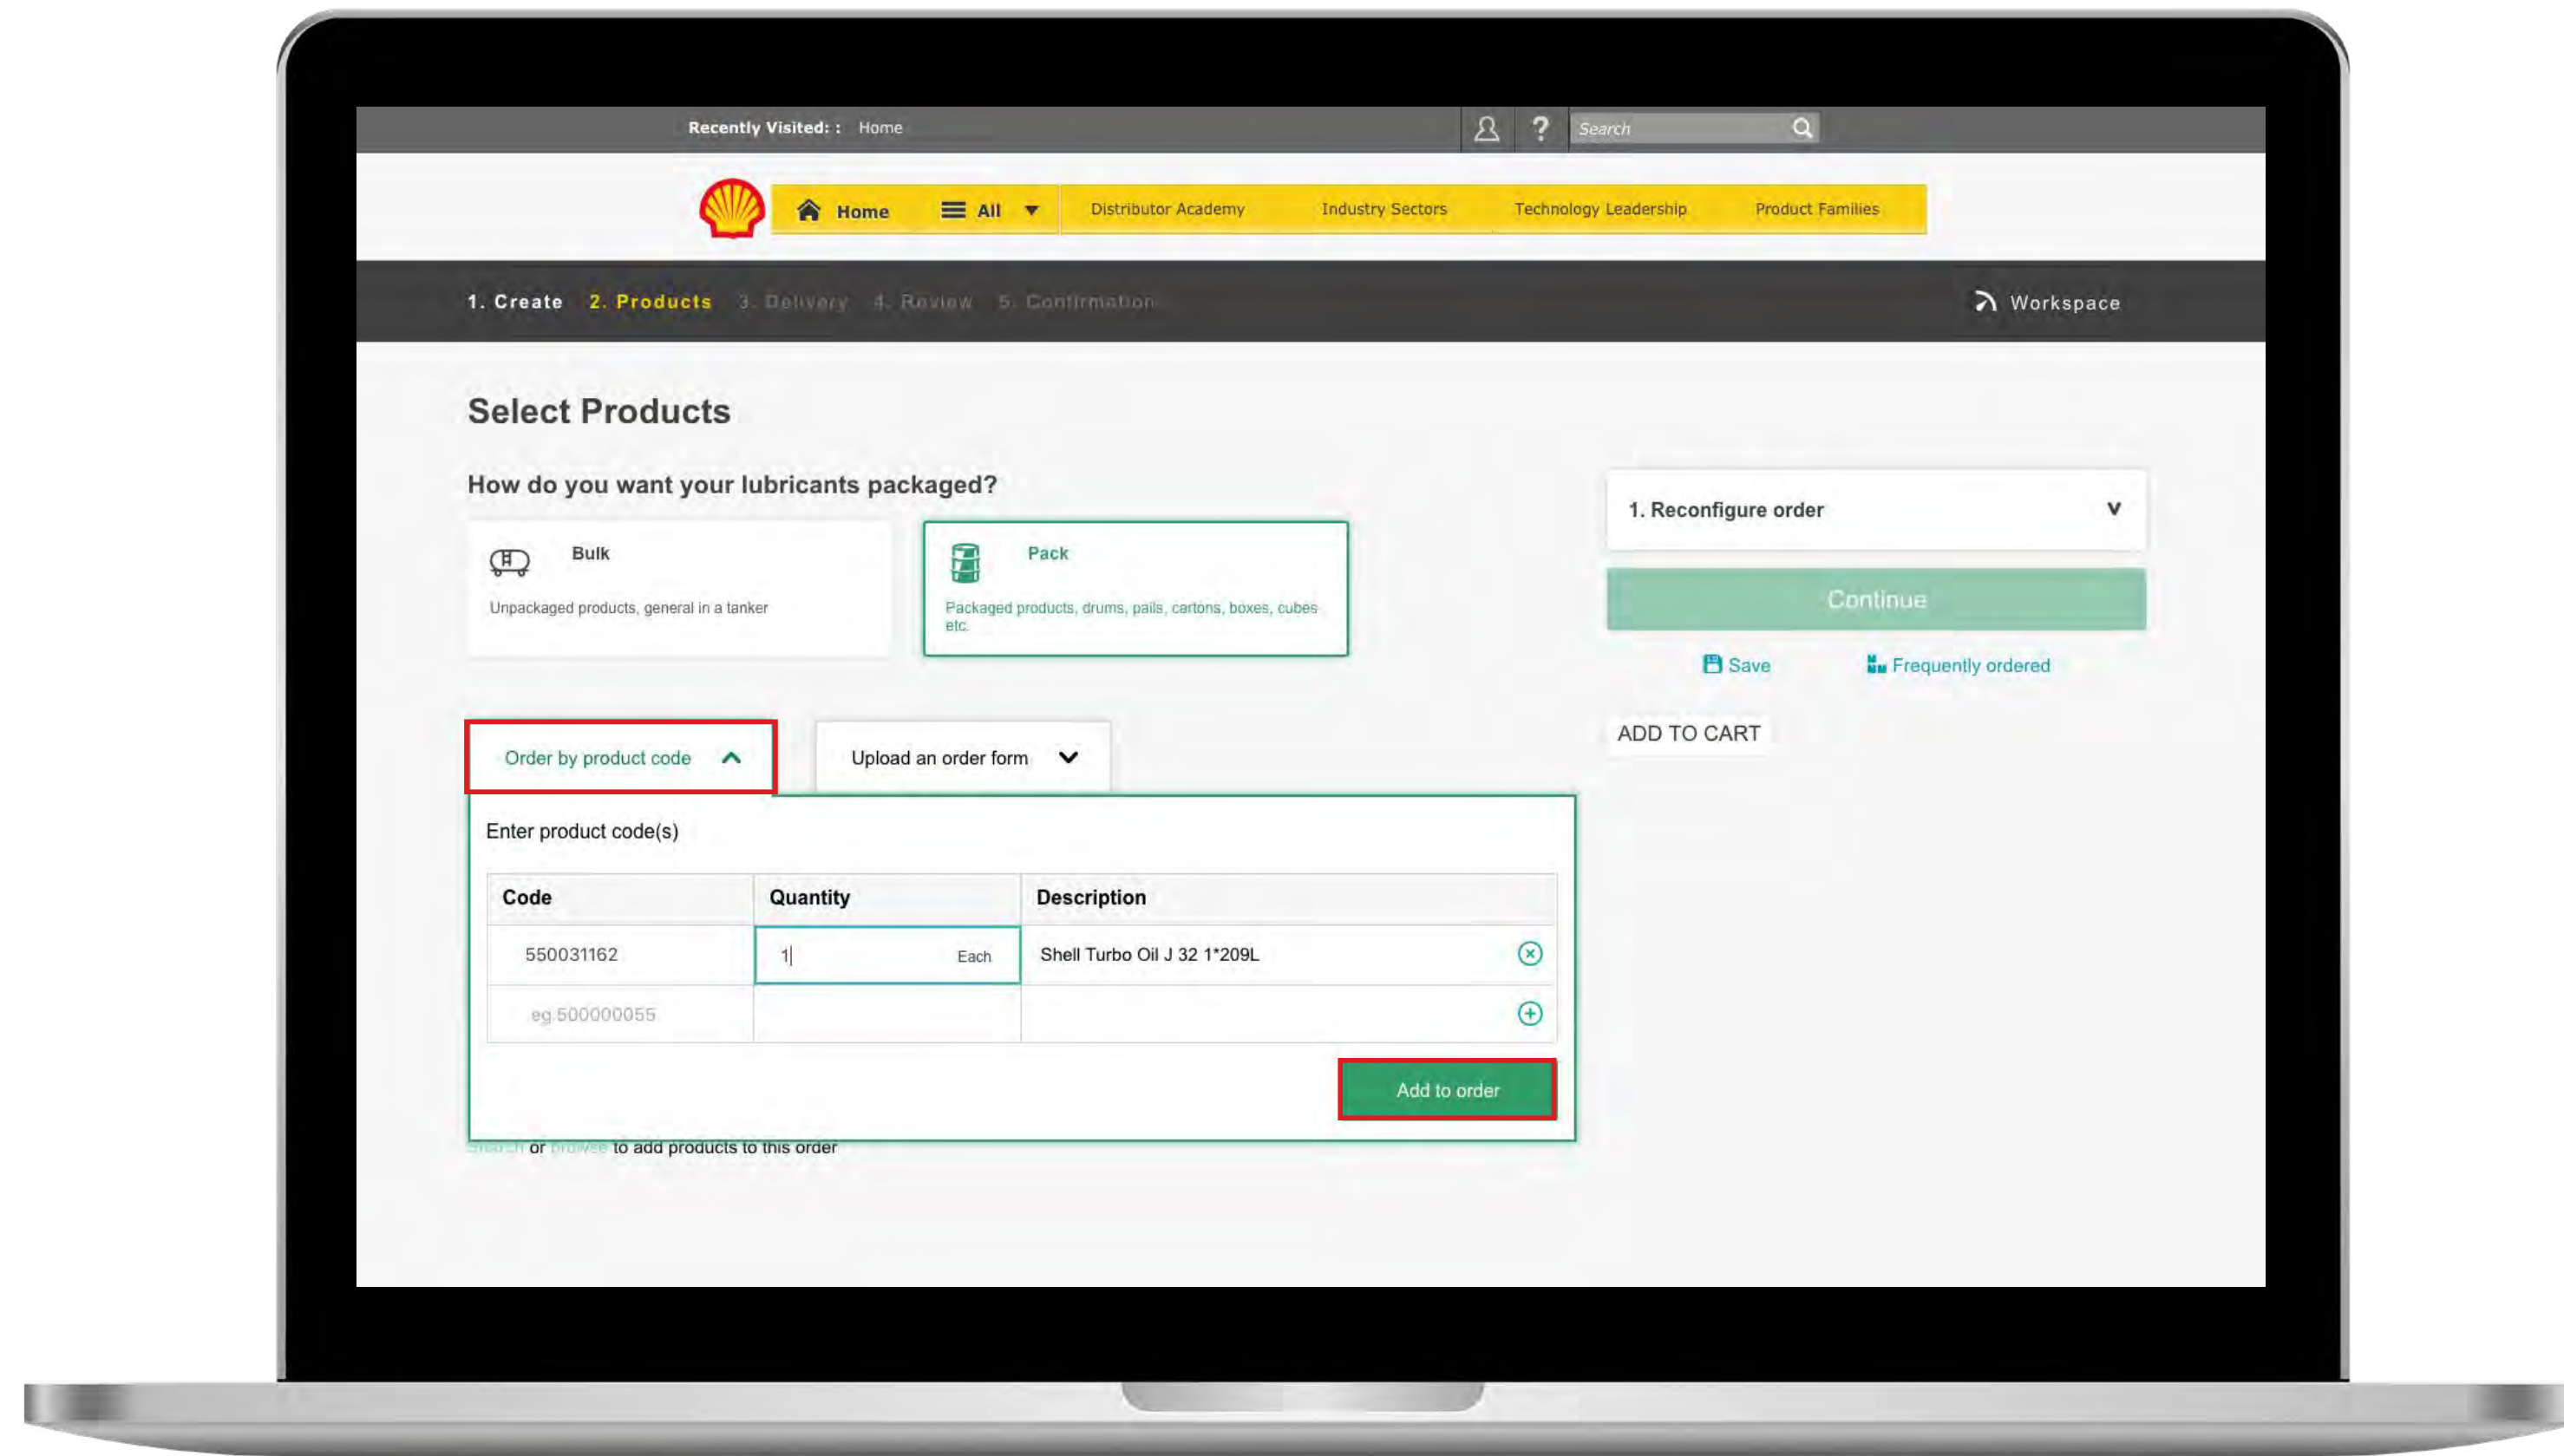 Recently Visited: : Home
? Search
Home All Distributor Academy Industry Sectors Technology Leadership Product Families
1. Create 2. Products 3. Delivery 4. Review 5. Confirmation Workspace
Select Products
How do you want your lubricants packaged?
Bulk
Unpackaged products, general in a tanker
Pack
Packaged products, drums, pails, cartons, boxes, cubes
etc.
1. Reconfigure order
Continue
Save Frequently ordered
ADD TO CART
Order by product code Upload an order form
Enter product code(s)
Code Quantity Description
550031162 1 Each Shell Turbo Oil J 32 1*209L
eg.500000055
Add to order
Search or browse to add products to this order